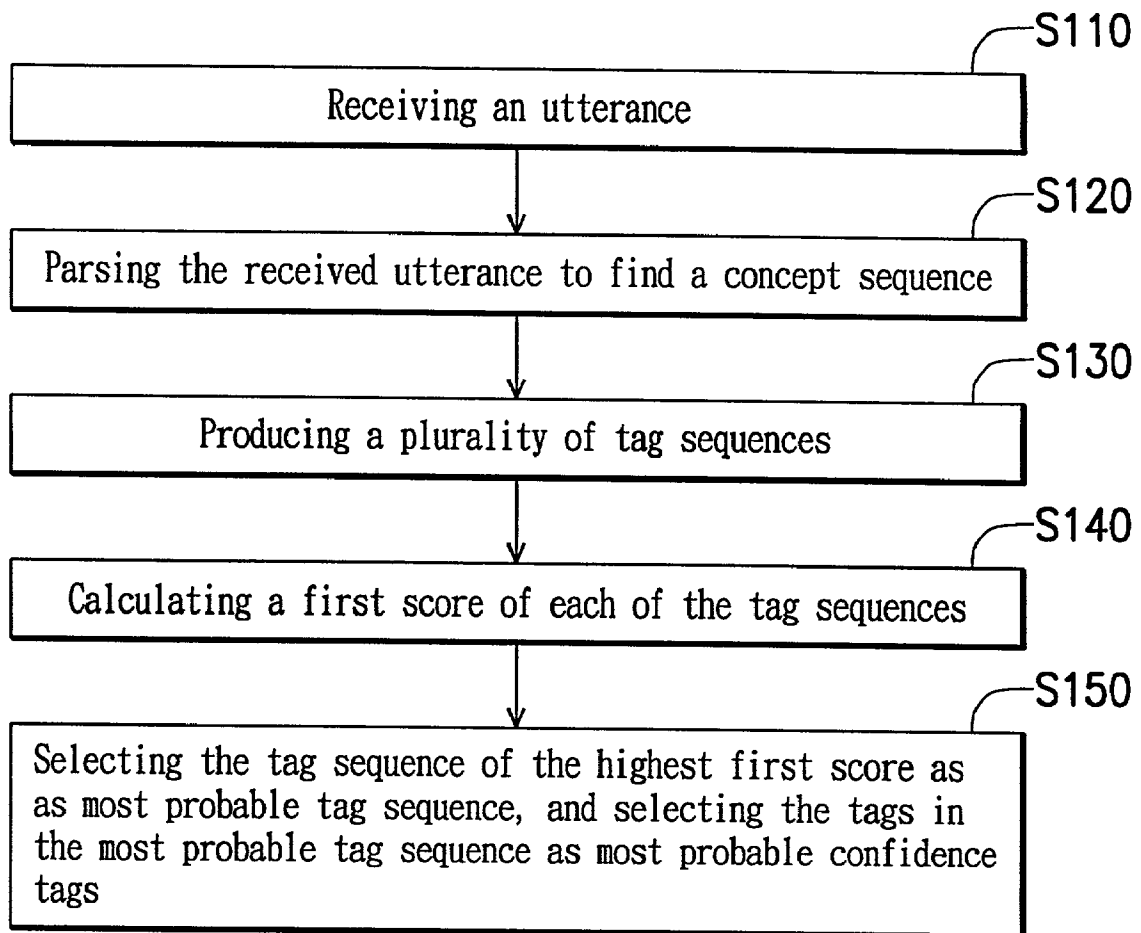 S110
Receiving an utterance
S120
Parsing the received utterance to find a concept sequence
S130
Producing a plurality of tag sequences
S140
Calculating a first score of each of the tag sequences
S150
Selecting the tag sequence of the highest first score as
as most probable tag sequence, and selecting the tags in
the most probable tag sequence as most probable confidence
tags